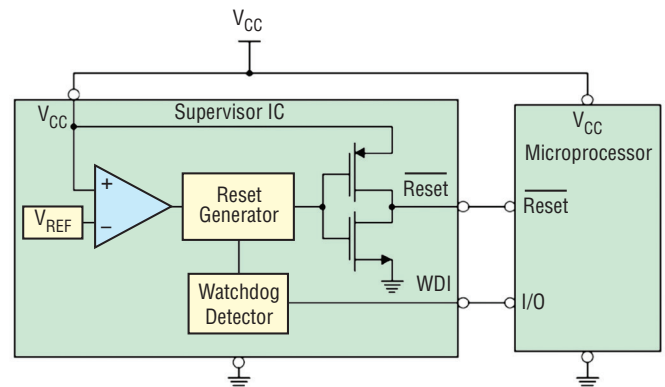 VCC
VCC
Supervisor IC
VCC
Microprocessor
+
Reset
Generator
Reset
Reset
VREF
−
Watchdog
Detector
WDI
I/O